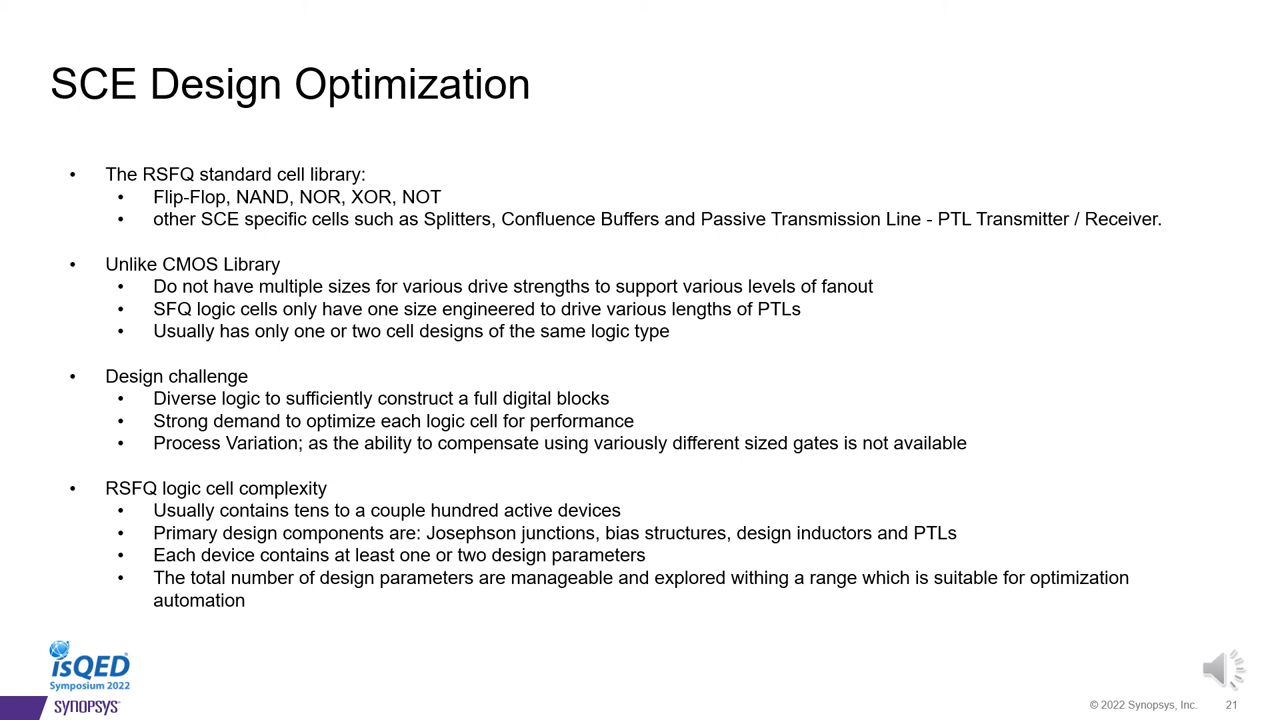 SCE Design Optimization
• The RSFQ standard cell library:
• Flip-Flop, NAND, NOR, XOR, NOT
• other SCE specific cells such as Splitters, Confluence Buffers and Passive Transmission Line - PTL Transmitter / Receiver.
• Unlike CMOS Library
• Do not have multiple sizes for various drive strengths to support various levels of fanout
• SFQ logic cells only have one size engineered to drive various lengths of PTLs
• Usually has only one or two cell designs of the same logic type
• Design challenge
• Diverse logic to sufficiently construct a full digital blocks
• Strong demand to optimize each logic cell for performance
• Process Variation; as the ability to compensate using variously different sized gates is not available
• RSFQ logic cell complexity
• Usually contains tens to a couple hundred active devices
• Primary design components are: Josephson junctions, bias structures, design inductors and PTLs
• Each device contains at least one or two design parameters
• The total number of design parameters are manageable and explored withing a range which is suitable for optimization
automation
isQED
Symposium 2022
SYNOPSYS®
© 2022 Synopsys, Inc. 21